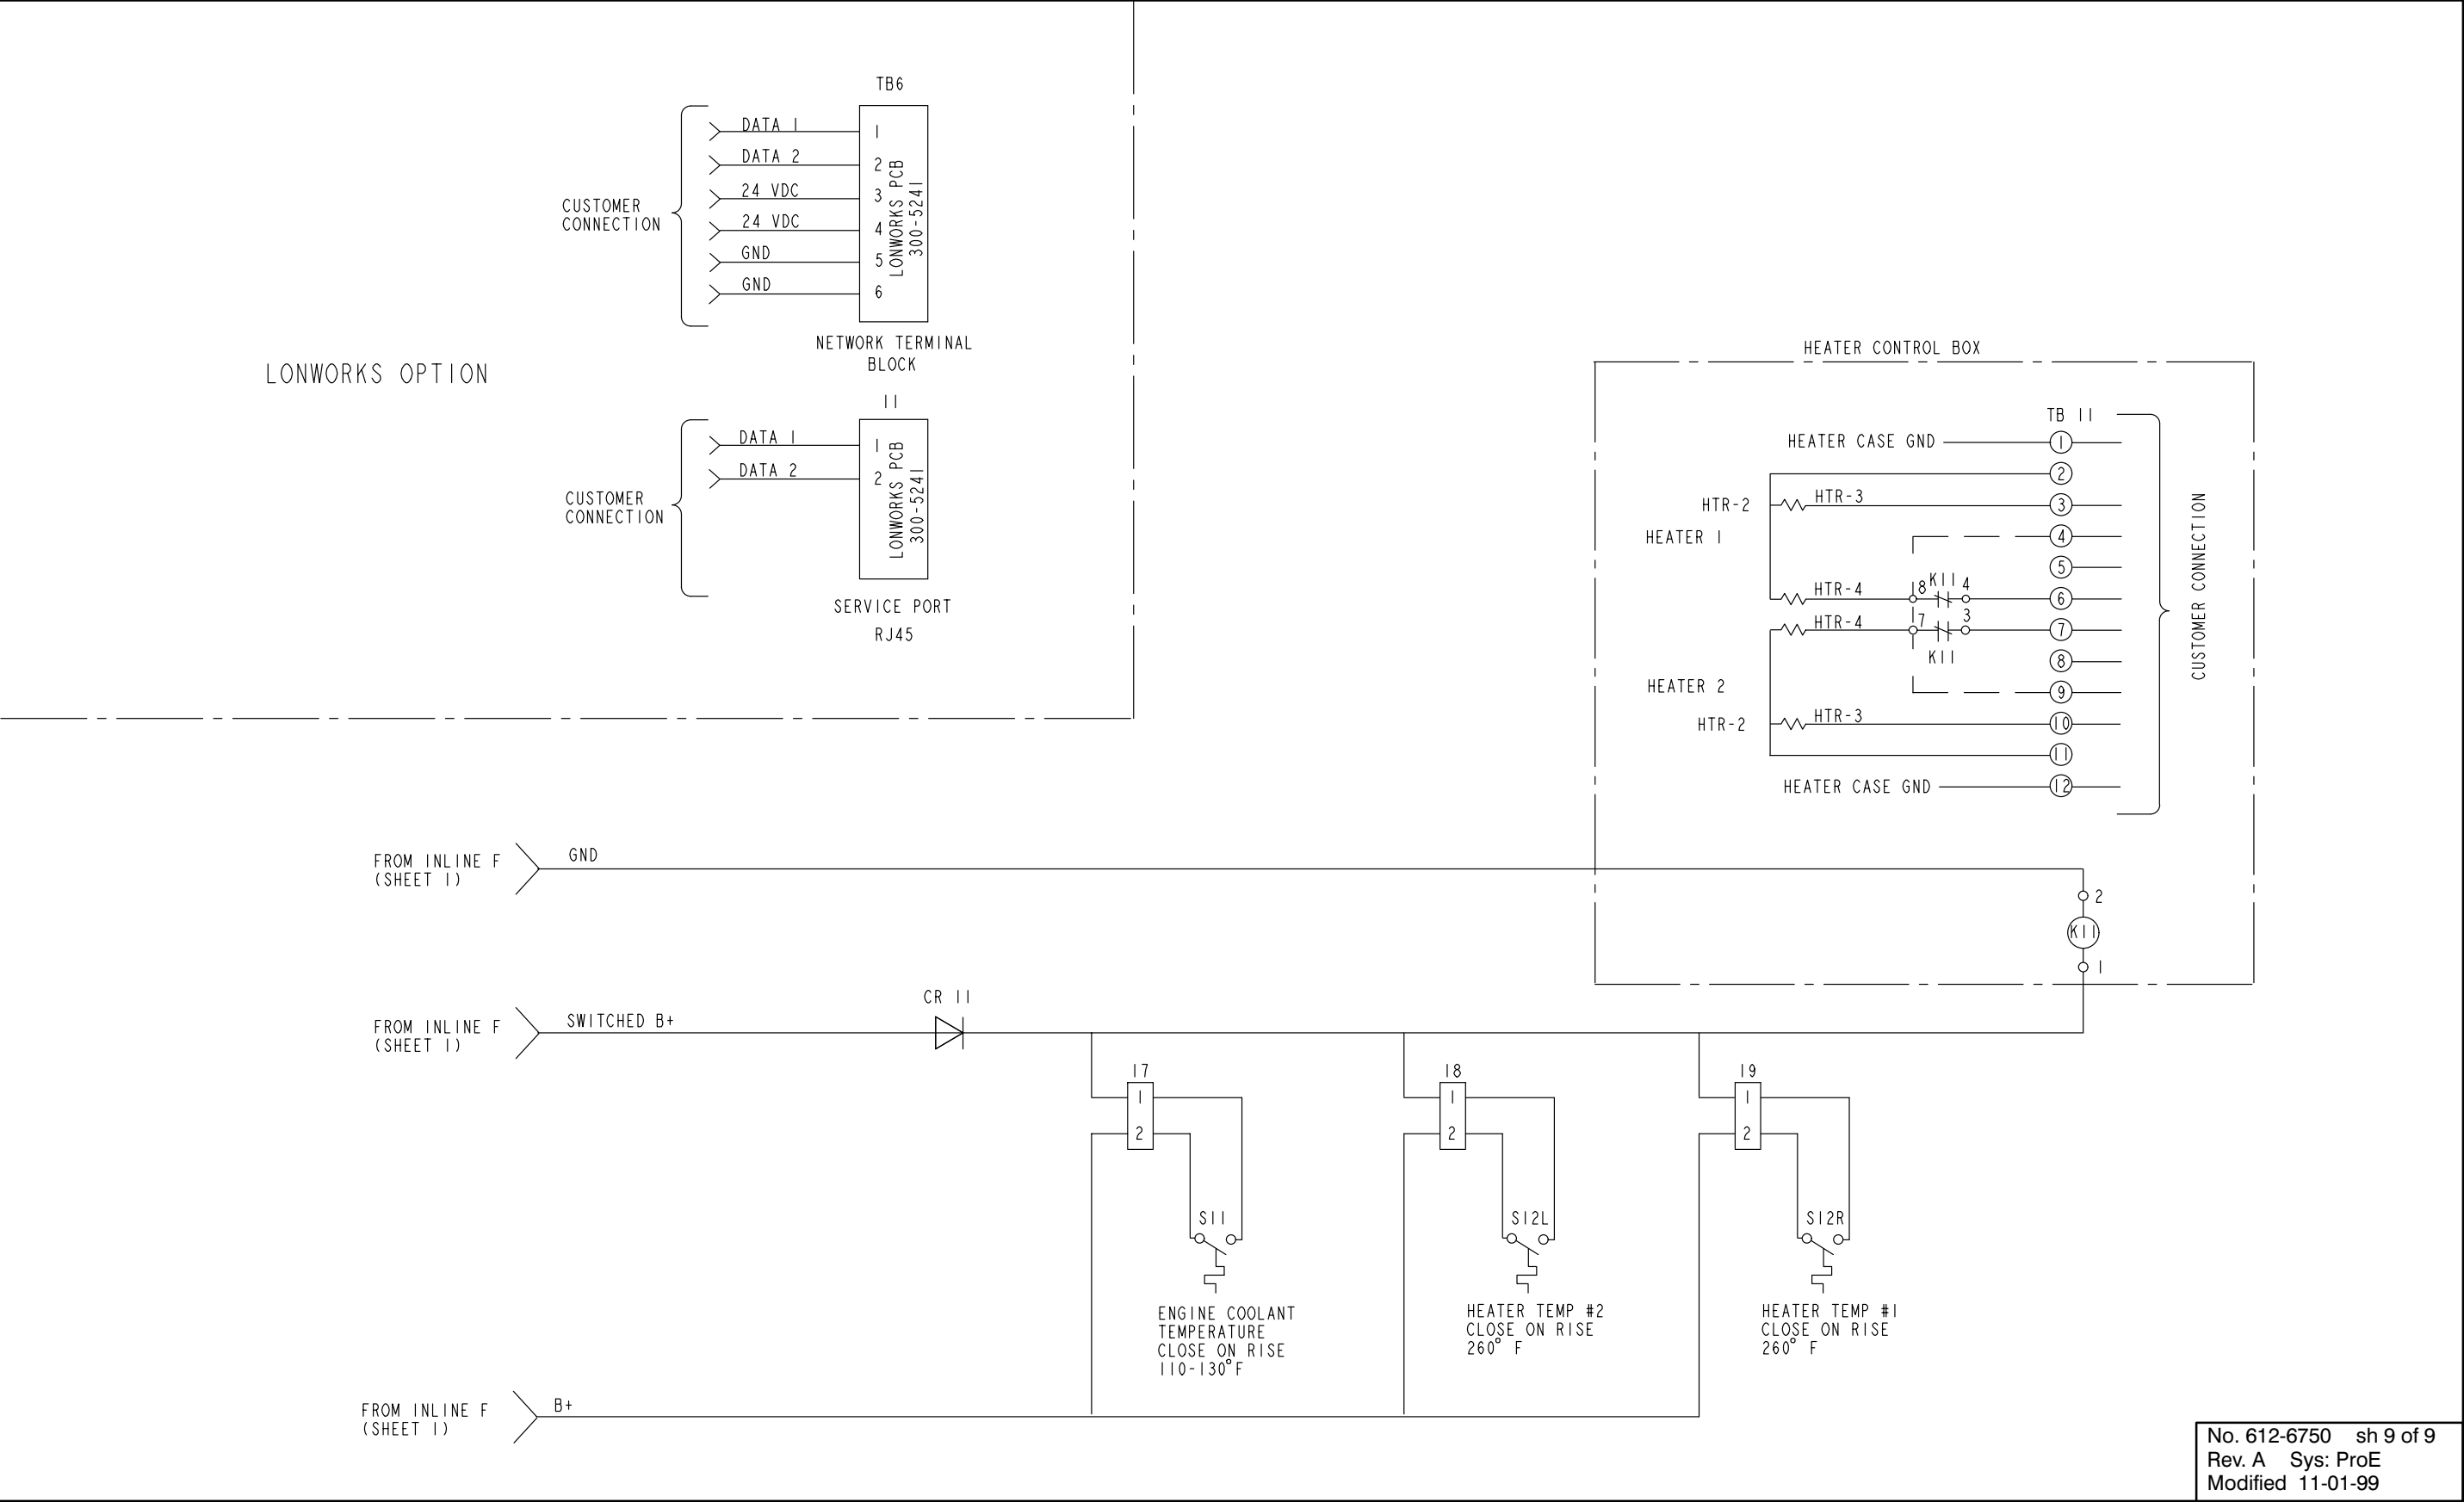 TB6
DATA 1
DATA 2
24 VDC
24 VDC
GND
GND
1
2
3
4
5
6
LONWORKS PCB
300-5241
CUSTOMER
CONNECTION
NETWORK TERMINAL
BLOCK
LONWORKS OPTION
11
DATA 1
DATA 2
1
2
LONWORKS PCB
300-5241
CUSTOMER
CONNECTION
SERVICE PORT
RJ45
HEATER CONTROL BOX
TB 11
HEATER CASE GND
1
2
HTR-2
HTR-3
3
HEATER 1
4
5
HTR-4
8
K11
4
6
HTR-4
7
3
7
K11
8
HEATER 2
9
HTR-2
HTR-3
10
11
HEATER CASE GND
12
CUSTOMER CONNECTION
FROM INLINE F
(SHEET 1)
GND
2
K11
1
FROM INLINE F
(SHEET 1)
SWITCHED B+
CR 11
17
1
2
18
1
2
19
1
2
S11
S12L
S12R
ENGINE COOLANT
TEMPERATURE
CLOSE ON RISE
110-130°F
HEATER TEMP #2
CLOSE ON RISE
260° F
HEATER TEMP #1
CLOSE ON RISE
260° F
FROM INLINE F
(SHEET 1)
B+
No. 612-6750 sh 9 of 9
Rev. A Sys: ProE
Modified 11-01-99